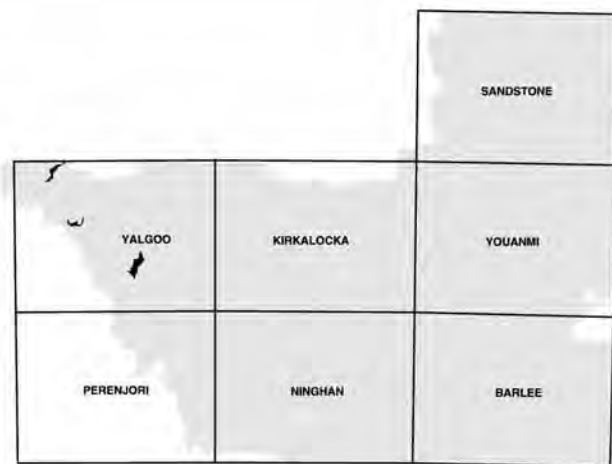 SANDSTONE
YALGOO
KIRKALOCKA
YOUANMI
PERENJORI
NINGHAN
BARLEE